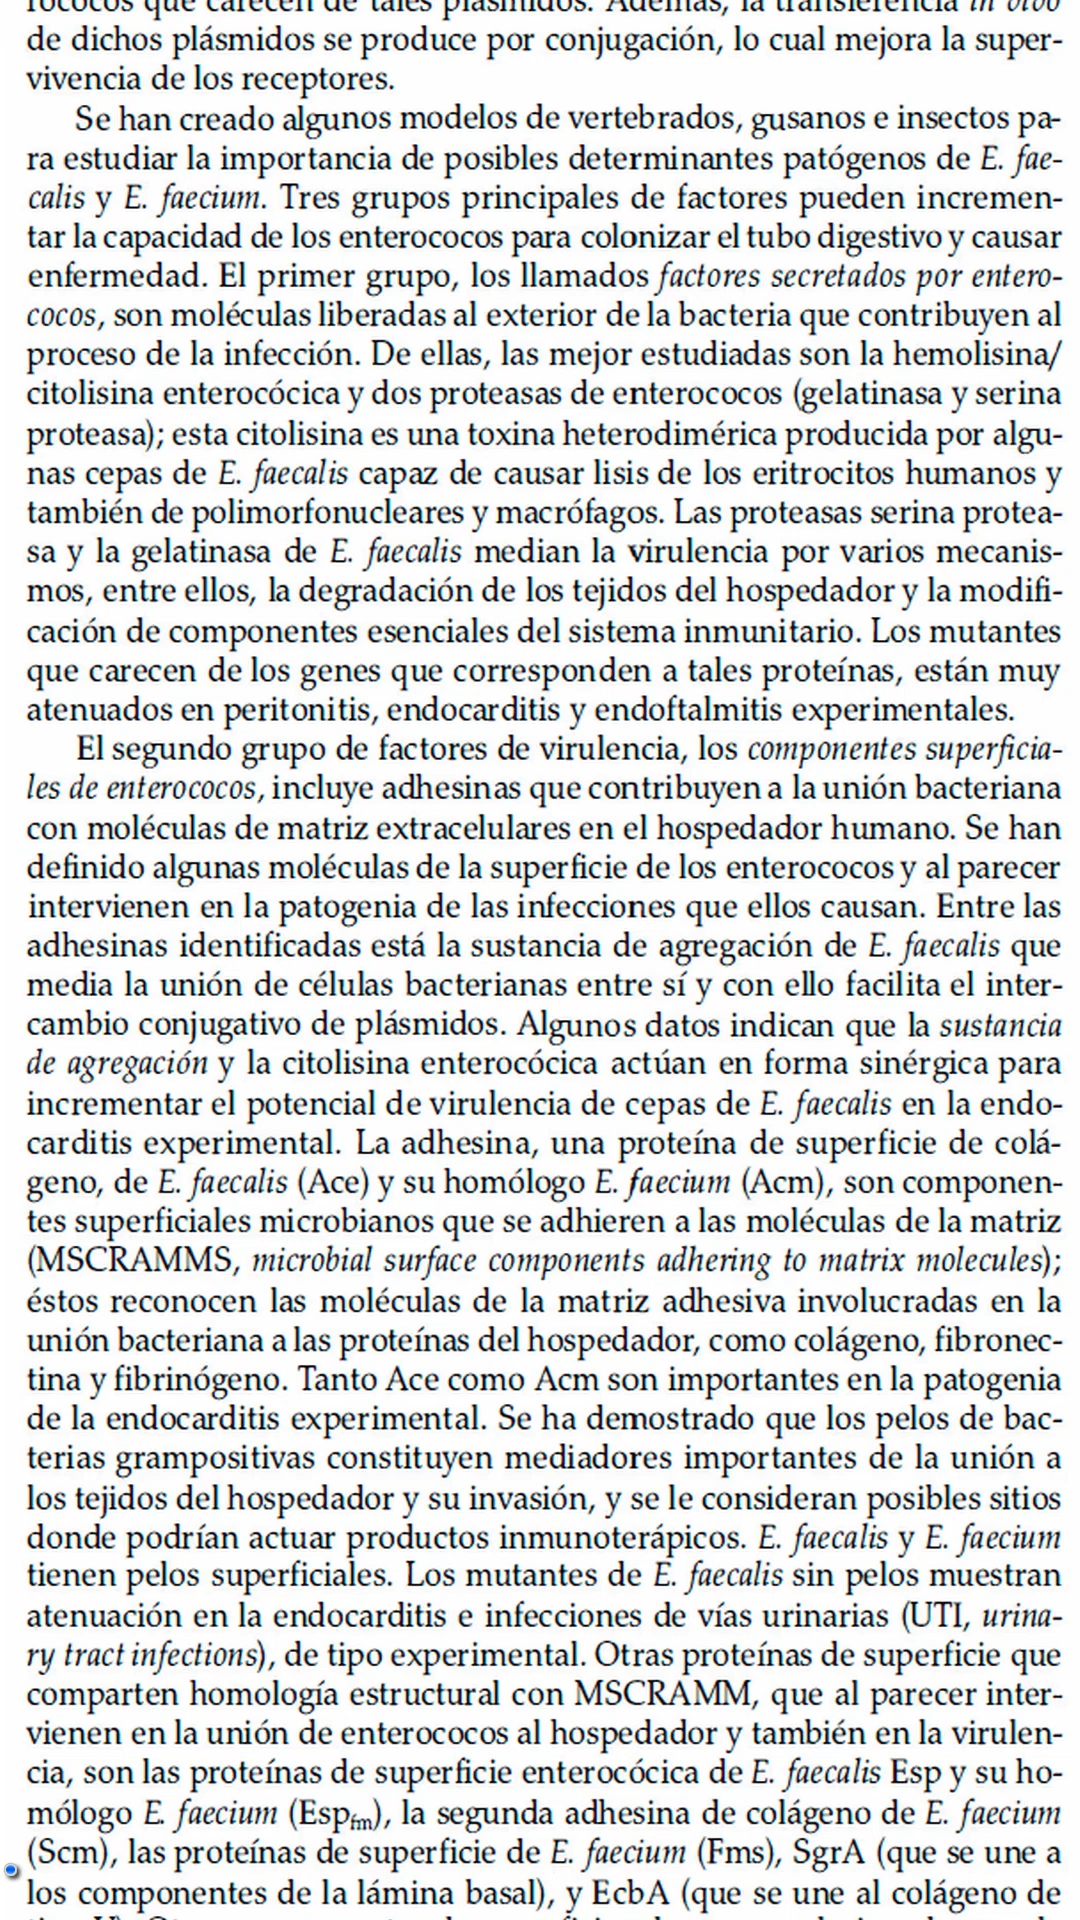 rococos que carecen de tales plásmidos. Además, la transferencia in vivo
de dichos plásmidos se produce por conjugación, lo cual mejora la super-
vivencia de los receptores.
Se han creado algunos modelos de vertebrados, gusanos e insectos pa-
ra estudiar la importancia de posibles determinantes patógenos de E. fae-
calis y E. faecium. Tres grupos principales de factores pueden incremen-
tar la capacidad de los enterococos para colonizar el tubo digestivo y causar
enfermedad. El primer grupo, los llamados factores secretados por entero-
cocos, son moléculas liberadas al exterior de la bacteria que contribuyen al
proceso de la infección. De ellas, las mejor estudiadas son la hemolisina/
citolisina enterocócica y dos proteasas de enterococos (gelatinasa y serina
proteasa); esta citolisina es una toxina heterodimérica producida por algu-
nas cepas de E. faecalis capaz de causar lisis de los eritrocitos humanos y
también de polimorfonucleares y macrófagos. Las proteasas serina protea-
sa y la gelatinasa de E. faecalis median la virulencia por varios mecanis-
mos, entre ellos, la degradación de los tejidos del hospedador y la modifi-
cación de componentes esenciales del sistema inmunitario. Los mutantes
que carecen de los genes que corresponden a tales proteínas, están muy
atenuados en peritonitis, endocarditis y endoftalmitis experimentales.
El segundo grupo de factores de virulencia, los componentes superficia-
les de enterococos, incluye adhesinas que contribuyen a la unión bacteriana
con moléculas de matriz extracelulares en el hospedador humano. Se han
definido algunas moléculas de la superficie de los enterococos y al parecer
intervienen en la patogenia de las infecciones que ellos causan. Entre las
adhesinas identificadas está la sustancia de agregación de E. faecalis que
media la unión de células bacterianas entre sí y con ello facilita el inter-
cambio conjugativo de plásmidos. Algunos datos indican que la sustancia
de agregación y la citolisina enterocócica actúan en forma sinérgica para
incrementar el potencial de virulencia de cepas de E. faecalis en la endo-
carditis experimental. La adhesina, una proteína de superficie de colá-
geno, de E. faecalis (Ace) y su homólogo E. faecium (Acm), son componen-
tes superficiales microbianos que se adhieren a las moléculas de la matriz
(MSCRAMMS, microbial surface components adhering to matrix molecules);
éstos reconocen las moléculas de la matriz adhesiva involucradas en la
unión bacteriana a las proteínas del hospedador, como colágeno, fibronec-
tina y fibrinógeno. Tanto Ace como Acm son importantes en la patogenia
de la endocarditis experimental. Se ha demostrado que los pelos de bac-
terias grampositivas constituyen mediadores importantes de la unión a
los tejidos del hospedador y su invasión, y se le consideran posibles sitios
donde podrían actuar productos inmunoterápicos. E. faecalis y E. faecium
tienen pelos superficiales. Los mutantes de E. faecalis sin pelos muestran
atenuación en la endocarditis e infecciones de vías urinarias (UTI, urina-
ry tract infections), de tipo experimental. Otras proteínas de superficie que
comparten homología estructural con MSCRAMM, que al parecer inter-
vienen en la unión de enterococos al hospedador y también en la virulen-
cia, son las proteínas de superficie enterocócica de E. faecalis Esp y su ho-
mólogo E. faecium (Espfm), la segunda adhesina de colágeno de E. faecium
(Scm), las proteínas de superficie de E. faecium (Fms), SgrA (que se une a
los componentes de la lámina basal), y EcbA (que se une al colágeno de